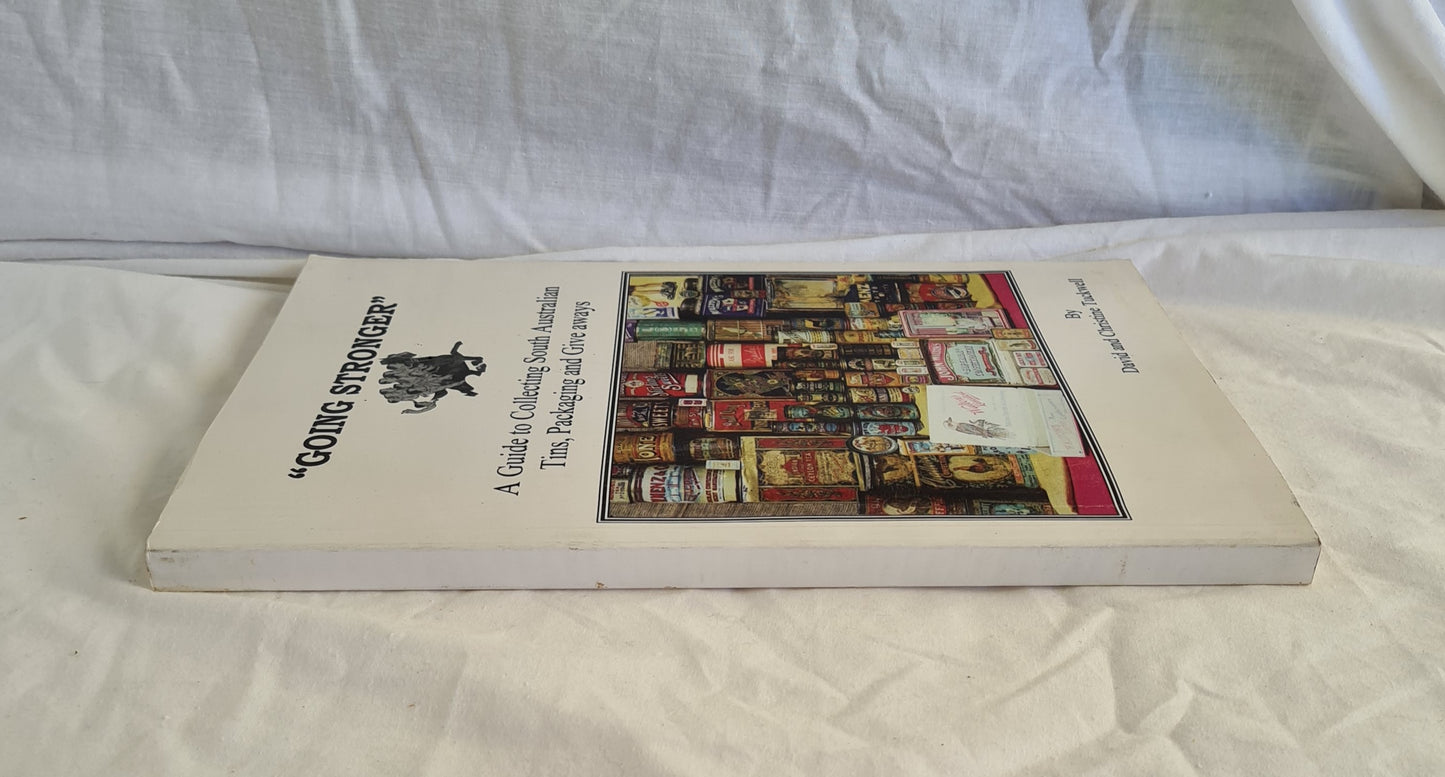 “GOING STRONGER”
A Guide to Collecting South Australian
Tins, Packaging and Give aways
By
David and Christine Tuckwell